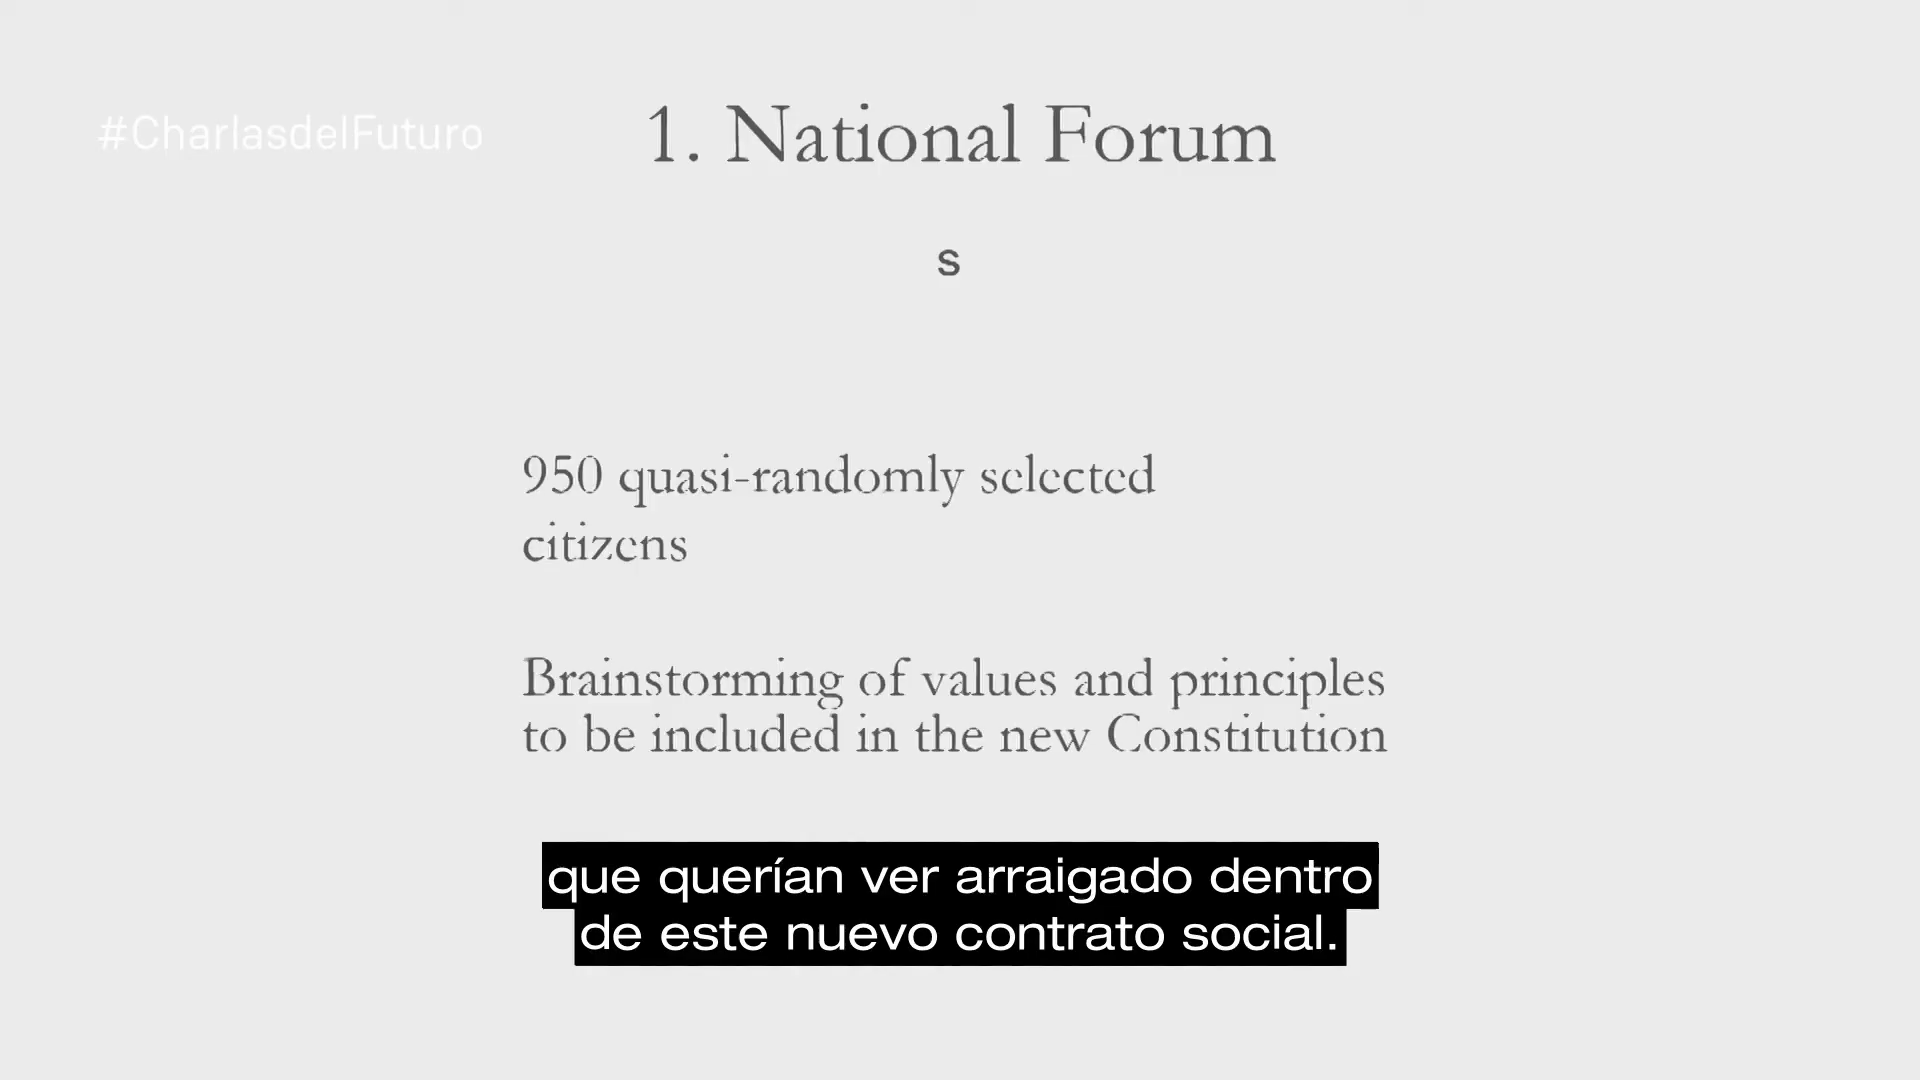 #CharlasdelFuturo
1. National Forum
s
950 quasi-randomly selected
citizens
Brainstorming of values and principles
to be included in the new Constitution
que querían ver arraigado dentro
de este nuevo contrato social.